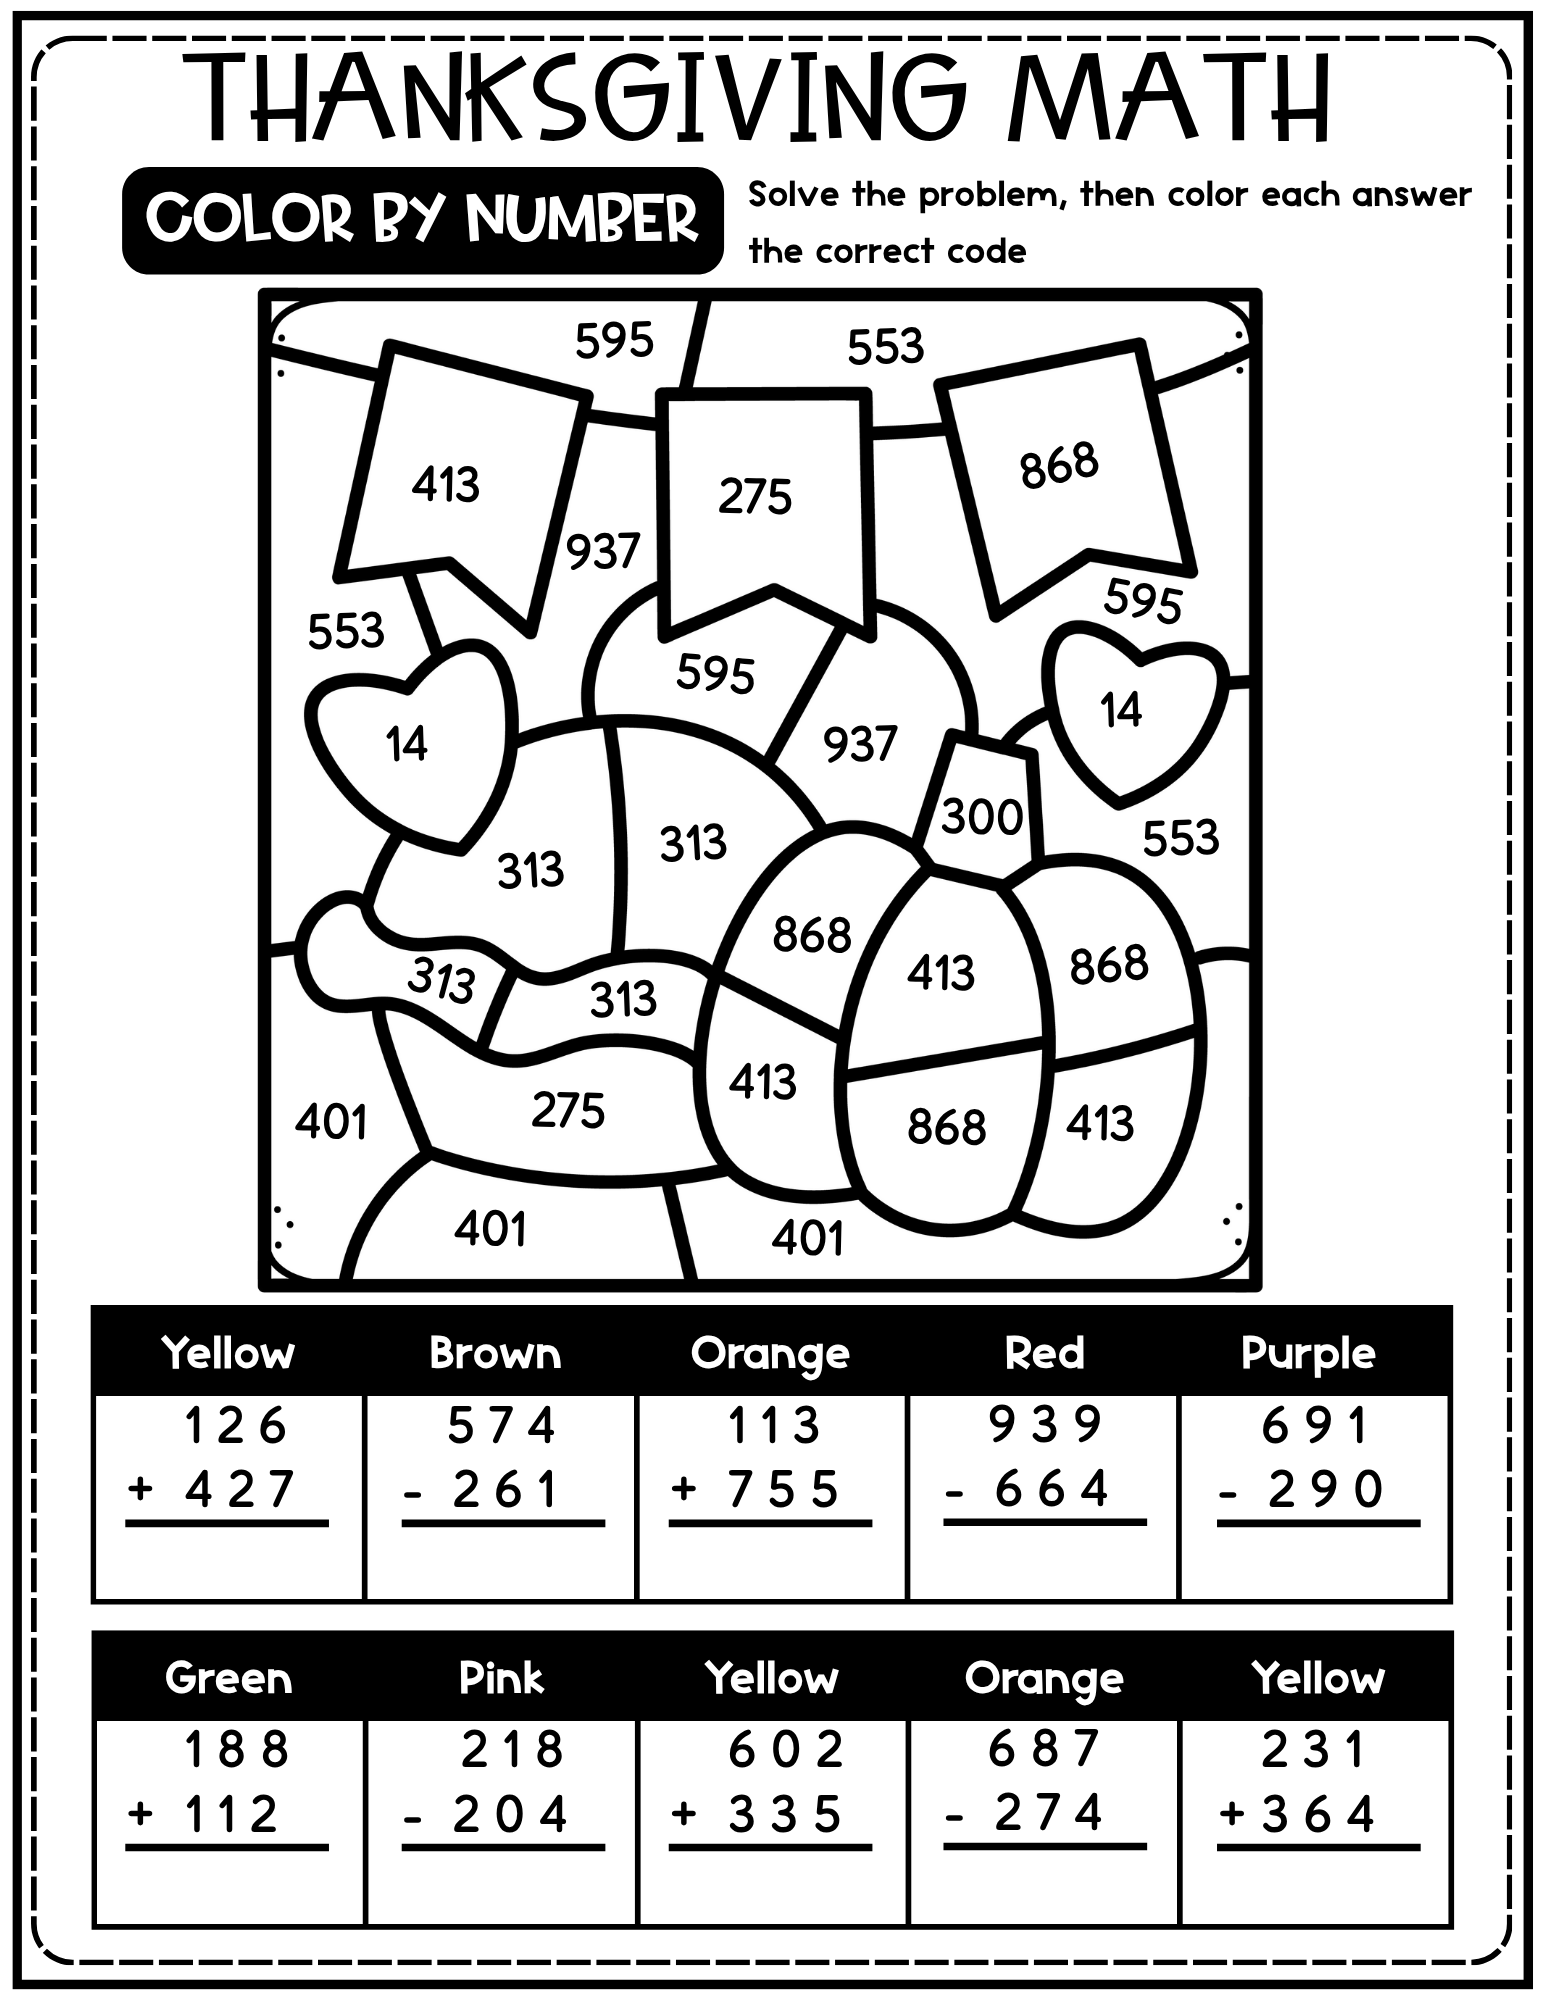 THANKSGIVING MATH
COLOR BY NUMBER
Solve the problem, then color each answer
the correct code
595 553
413 275 868
937
553 595
595
14 14
937
300
313 313 553
868 413 868
313 313
413
275 868 413
401
401 401
Yellow Brown Orange Red Purple
126 574 113 939 691
+ 427 - 261 + 755 - 664 - 290
Green Pink Yellow Orange Yellow
188 218 602 687 231
+ 112 - 204 + 335 - 274 + 364